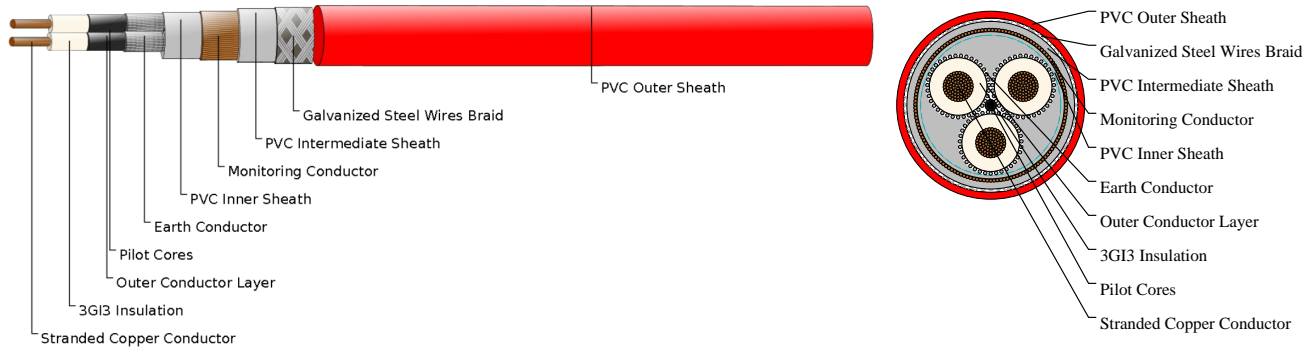 PVC Outer Sheath
Galvanized Steel Wires Braid
PVC Intermediate Sheath
Monitoring Conductor
PVC Inner Sheath
Earth Conductor
Pilot Cores
Outer Conductor Layer
3GI3 Insulation
Stranded Copper Conductor
PVC Outer Sheath
Galvanized Steel Wires Braid
PVC Intermediate Sheath
Monitoring Conductor
PVC Inner Sheath
Earth Conductor
Outer Conductor Layer
3GI3 Insulation
Pilot Cores
Stranded Copper Conductor